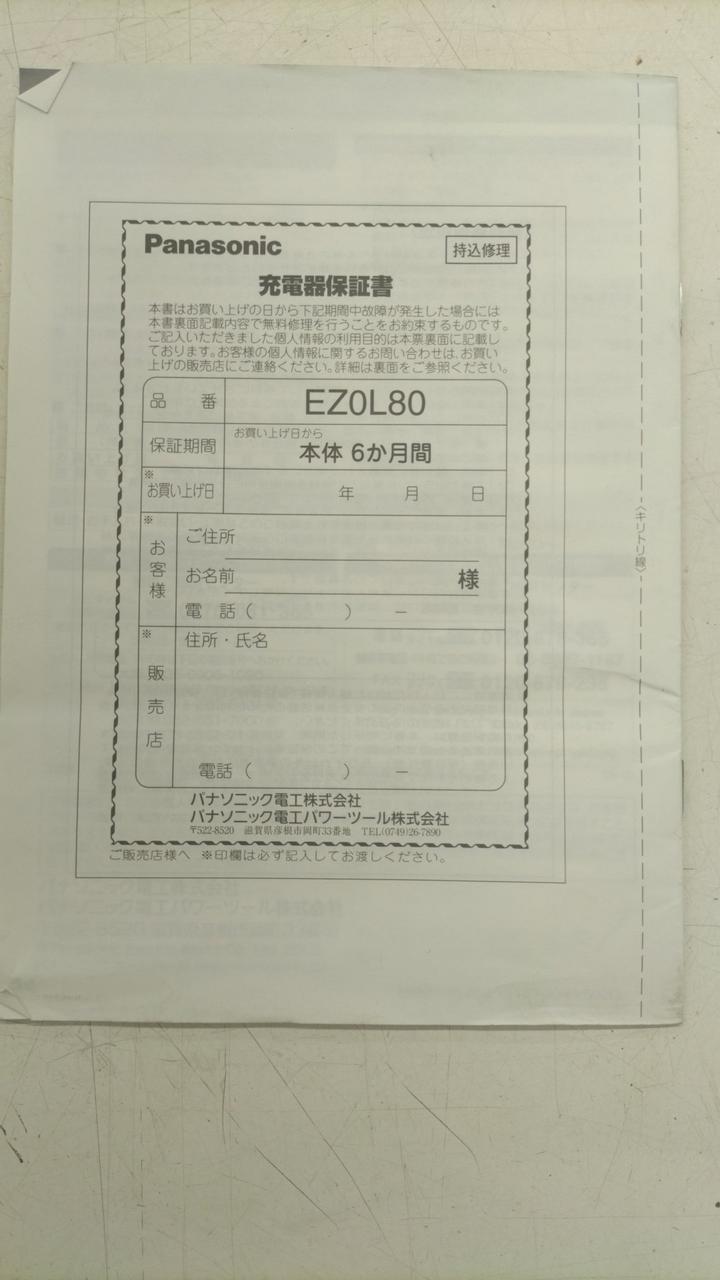 Panasonic
持込修理
充電器保証書
本書はお買い上げの日から下記期間中故障が発生した場合には
本書裏面記載内容で無料修理を行うことをお約束するものです。
ご記入いただきました個人情報の利用目的は本票裏面に記載し
ております。お客様の個人情報に関するお問い合わせは、お買い
上げの販売店にご連絡ください。詳細は裏面をご参照ください。
品 番 EZ0L80
保証期間 お買い上げ日から
本体 6か月間
※
お買い上げ日 年 月 日
※
お客様
ご住所
お名前 様
電 話 ( ) ー
※
販売店
住所・氏名
電話 ( ) ー
パナソニック電工株式会社
パナソニック電工パワーツール株式会社
〒522-8520 滋賀県彦根市岡町33番地 TEL(0749)26-7890
ご販売店様へ ※印欄は必ず記入してお渡しください。
〈キリトリ線〉